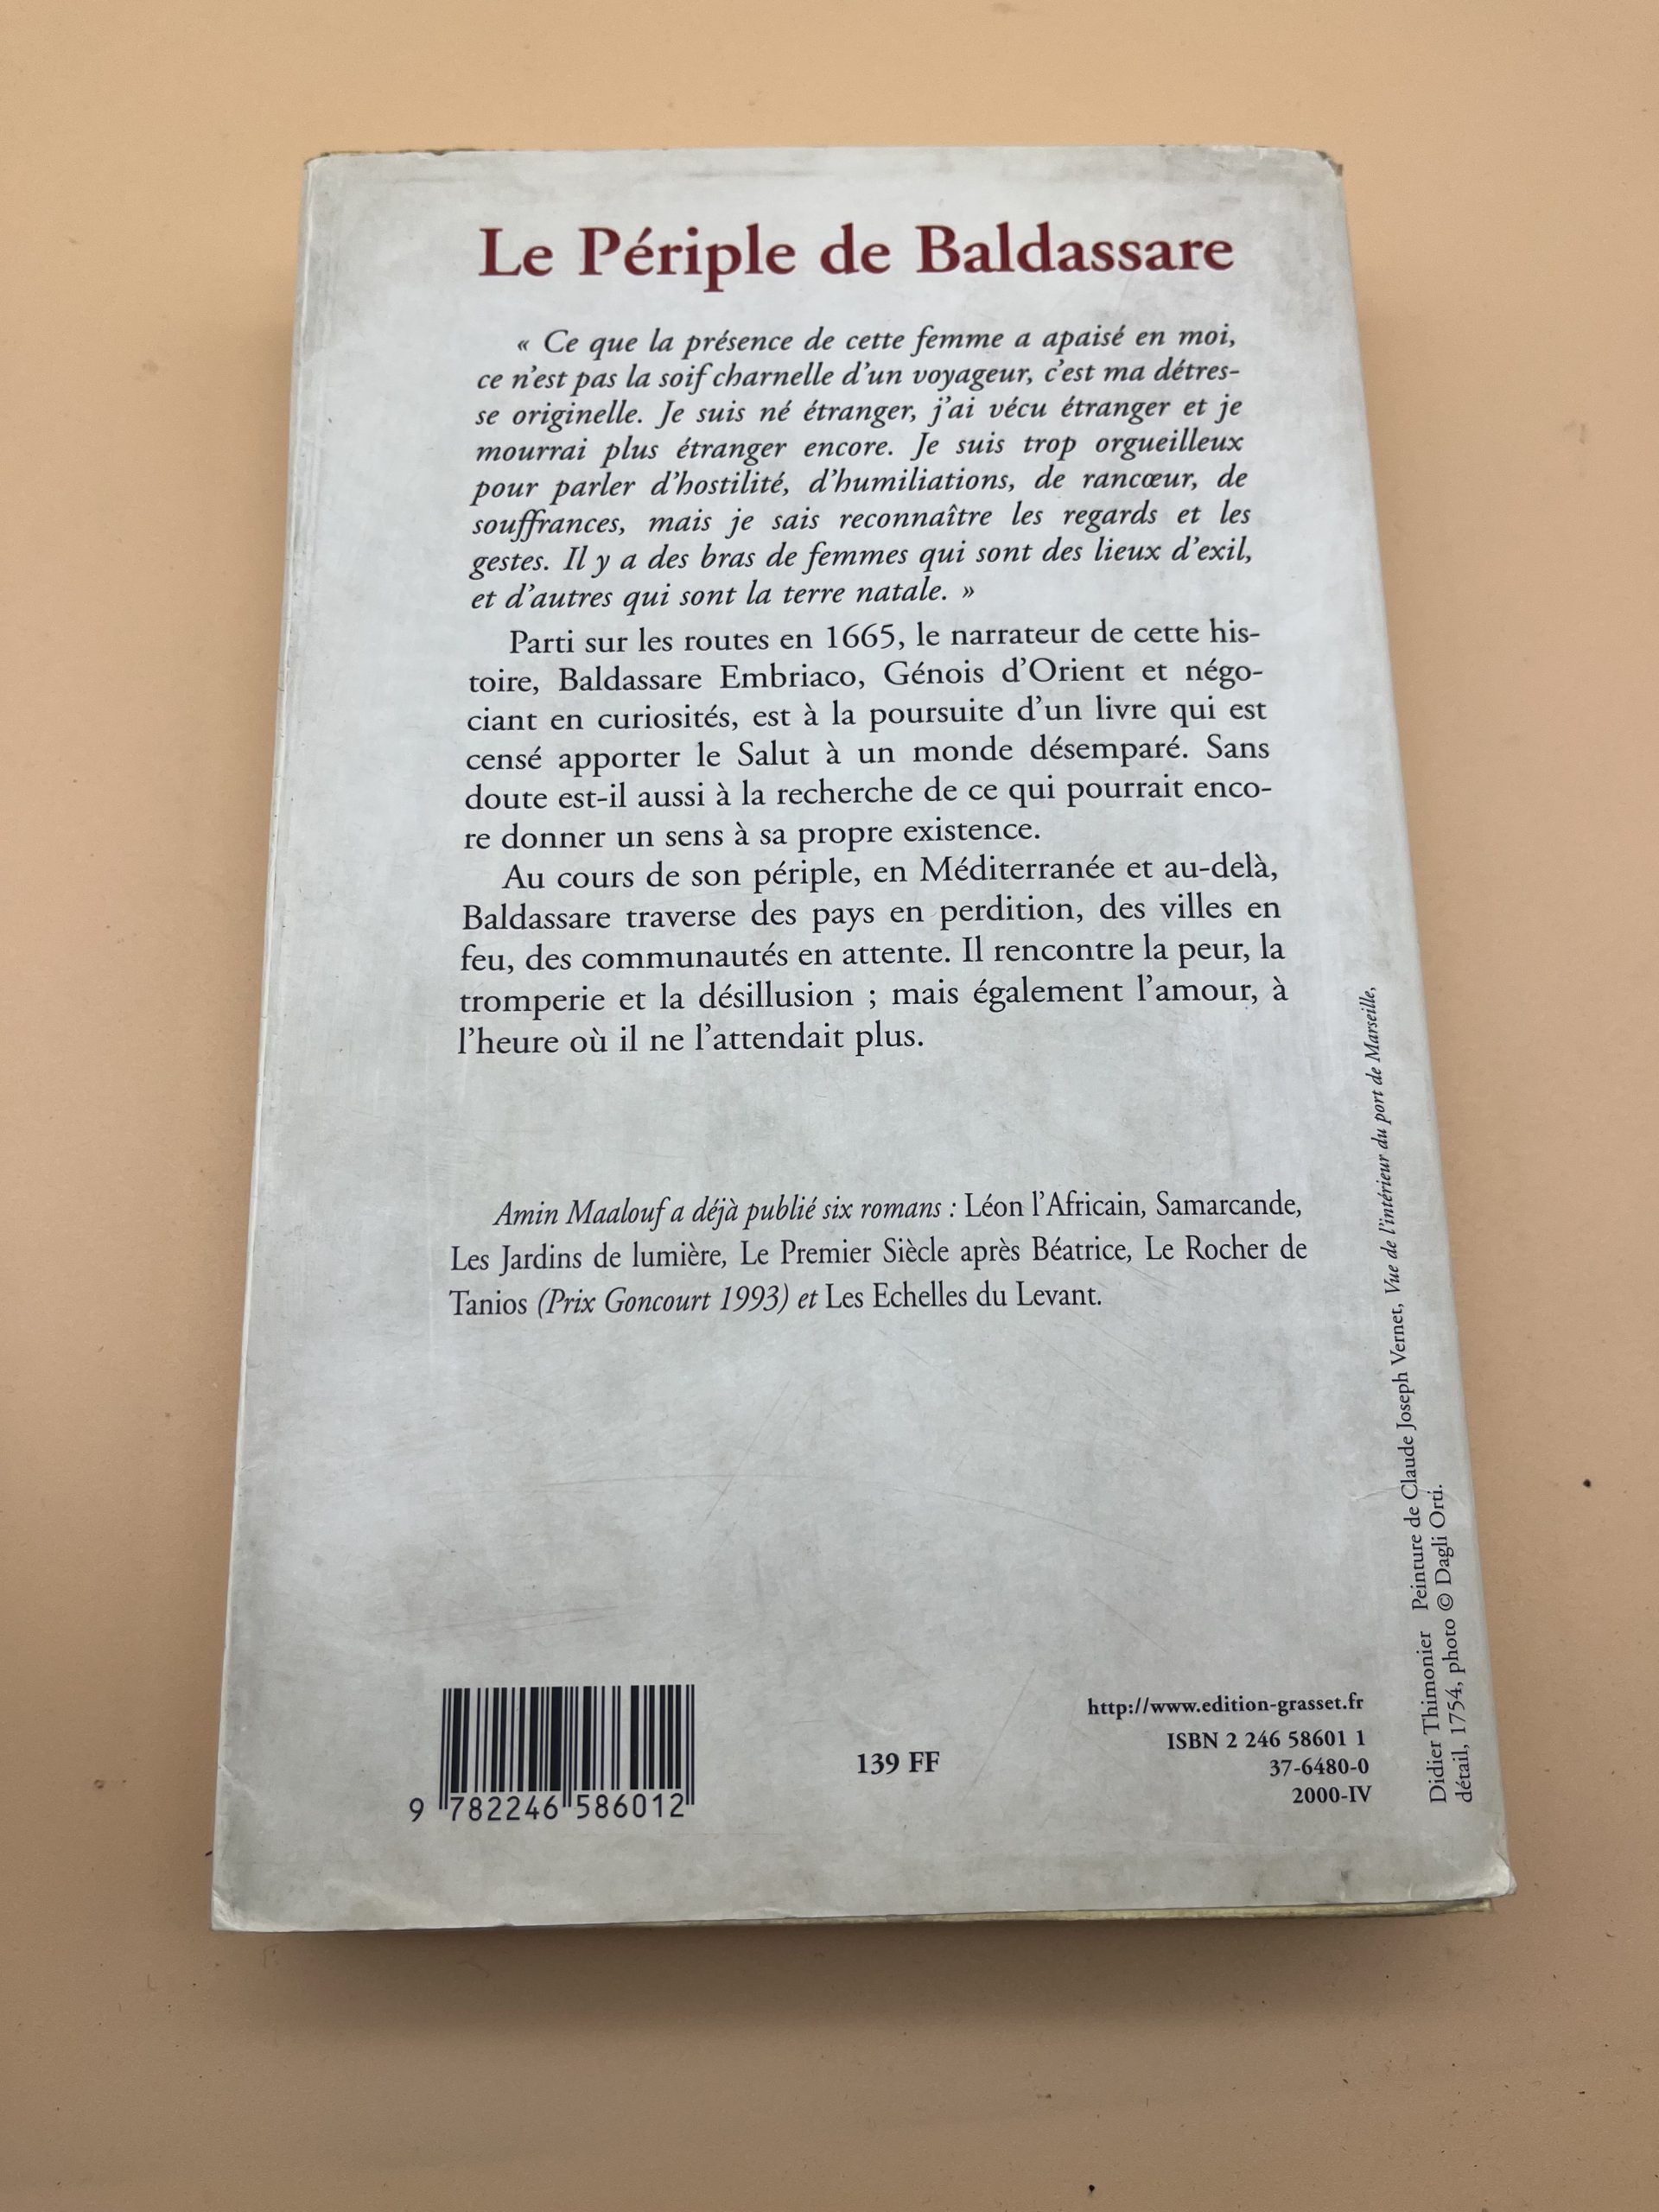 Le Périple de Baldassare
« Ce que la présence de cette femme a apaisé en moi,
ce n'est pas la soif charnelle d'un voyageur, c'est ma détres-
se originelle. Je suis né étranger, j'ai vécu étranger et je
mourrai plus étranger encore. Je suis trop orgueilleux
pour parler d'hostilité, d'humiliations, de rancœur, de
souffrances, mais je sais reconnaître les regards et les
gestes. Il y a des bras de femmes qui sont des lieux d'exil,
et d'autres qui sont la terre natale. »
Parti sur les routes en 1665, le narrateur de cette his-
toire, Baldassare Embriaco, Génois d'Orient et négo-
ciant en curiosités, est à la poursuite d'un livre qui est
censé apporter le Salut à un monde désemparé. Sans
doute est-il aussi à la recherche de ce qui pourrait enco-
re donner un sens à sa propre existence.
Au cours de son périple, en Méditerranée et au-delà,
Baldassare traverse des pays en perdition, des villes en
feu, des communautés en attente. Il rencontre la peur, la
tromperie et la désillusion ; mais également l'amour, à
l'heure où il ne l'attendait plus.
Amin Maalouf a déjà publié six romans : Léon l'Africain, Samarcande,
Les Jardins de lumière, Le Premier Siècle après Béatrice, Le Rocher de
Tanios (Prix Goncourt 1993) et Les Echelles du Levant.
9 782246 586012
139 FF
http://www.edition-grasset.fr
ISBN 2 246 58601 1
37-6480-0
2000-IV
Didier Thimonier Peinture de Claude Joseph Vernet, Vue de l'intérieur du port de Marseille,
détail, 1754, photo © Dagli Orti.